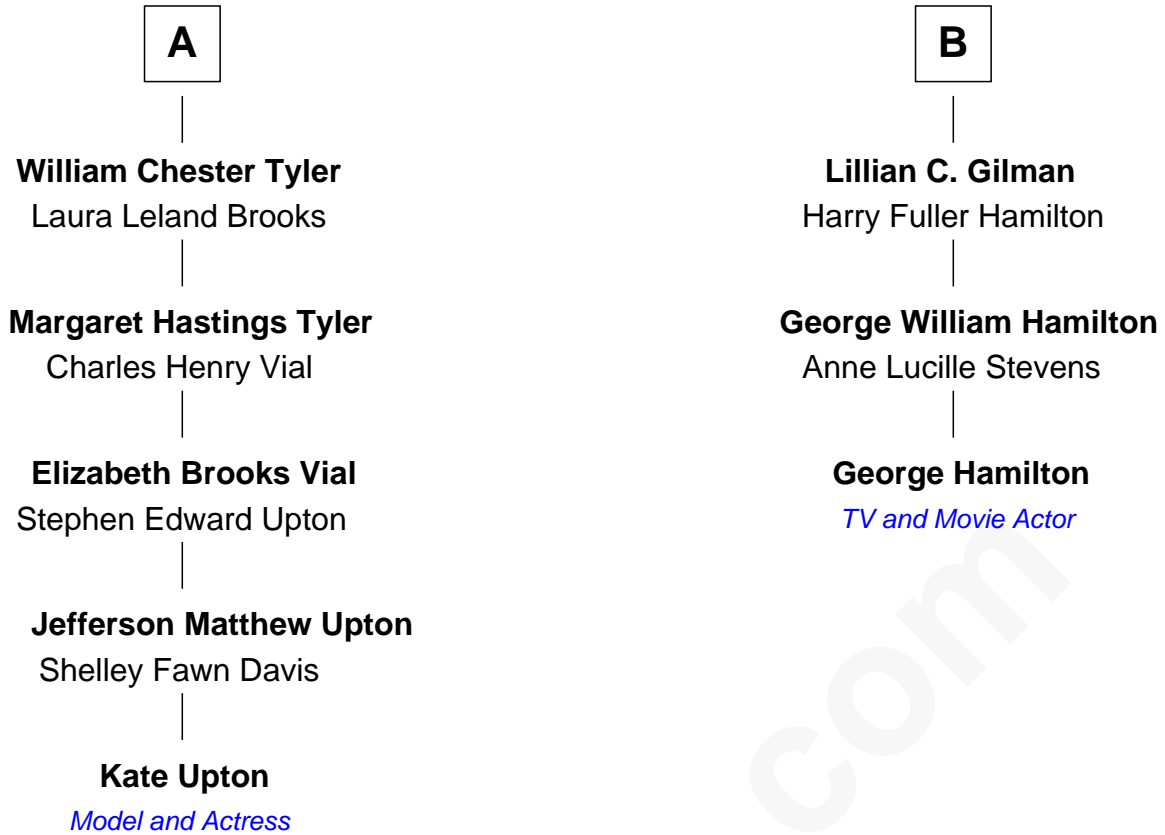 A
William Chester Tyler
Laura Leland Brooks
Margaret Hastings Tyler
Charles Henry Vial
Elizabeth Brooks Vial
Stephen Edward Upton
Jefferson Matthew Upton
Shelley Fawn Davis
Kate Upton
Model and Actress
B
Lillian C. Gilman
Harry Fuller Hamilton
George William Hamilton
Anne Lucille Stevens
George Hamilton
TV and Movie Actor
com